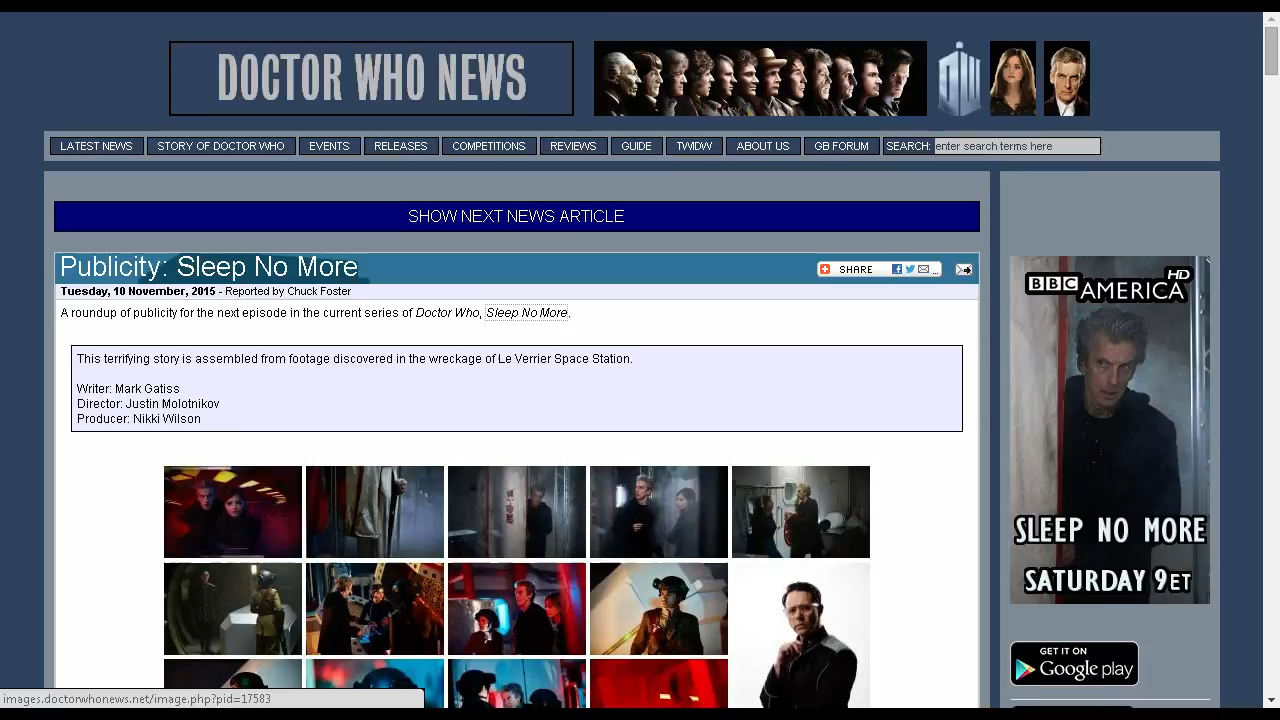 DOCTOR WHO NEWS
DW
LATEST NEWS
STORY OF DOCTOR WHO
EVENTS
RELEASES
COMPETITIONS
REVIEWS
GUIDE
TWIDW
ABOUT US
GB FORUM
SEARCH: enter search terms here
SHOW NEXT NEWS ARTICLE
Publicity: Sleep No More
SHARE ...
Tuesday, 10 November, 2015 - Reported by Chuck Foster
A roundup of publicity for the next episode in the current series of Doctor Who, Sleep No More.
This terrifying story is assembled from footage discovered in the wreckage of Le Verrier Space Station.
Writer: Mark Gatiss
Director: Justin Molotnikov
Producer: Nikki Wilson
BBC AMERICA HD
SLEEP NO MORE
SATURDAY 9ET
GET IT ON
Google play
images.doctorwhonews.net/image.php?pid=17583